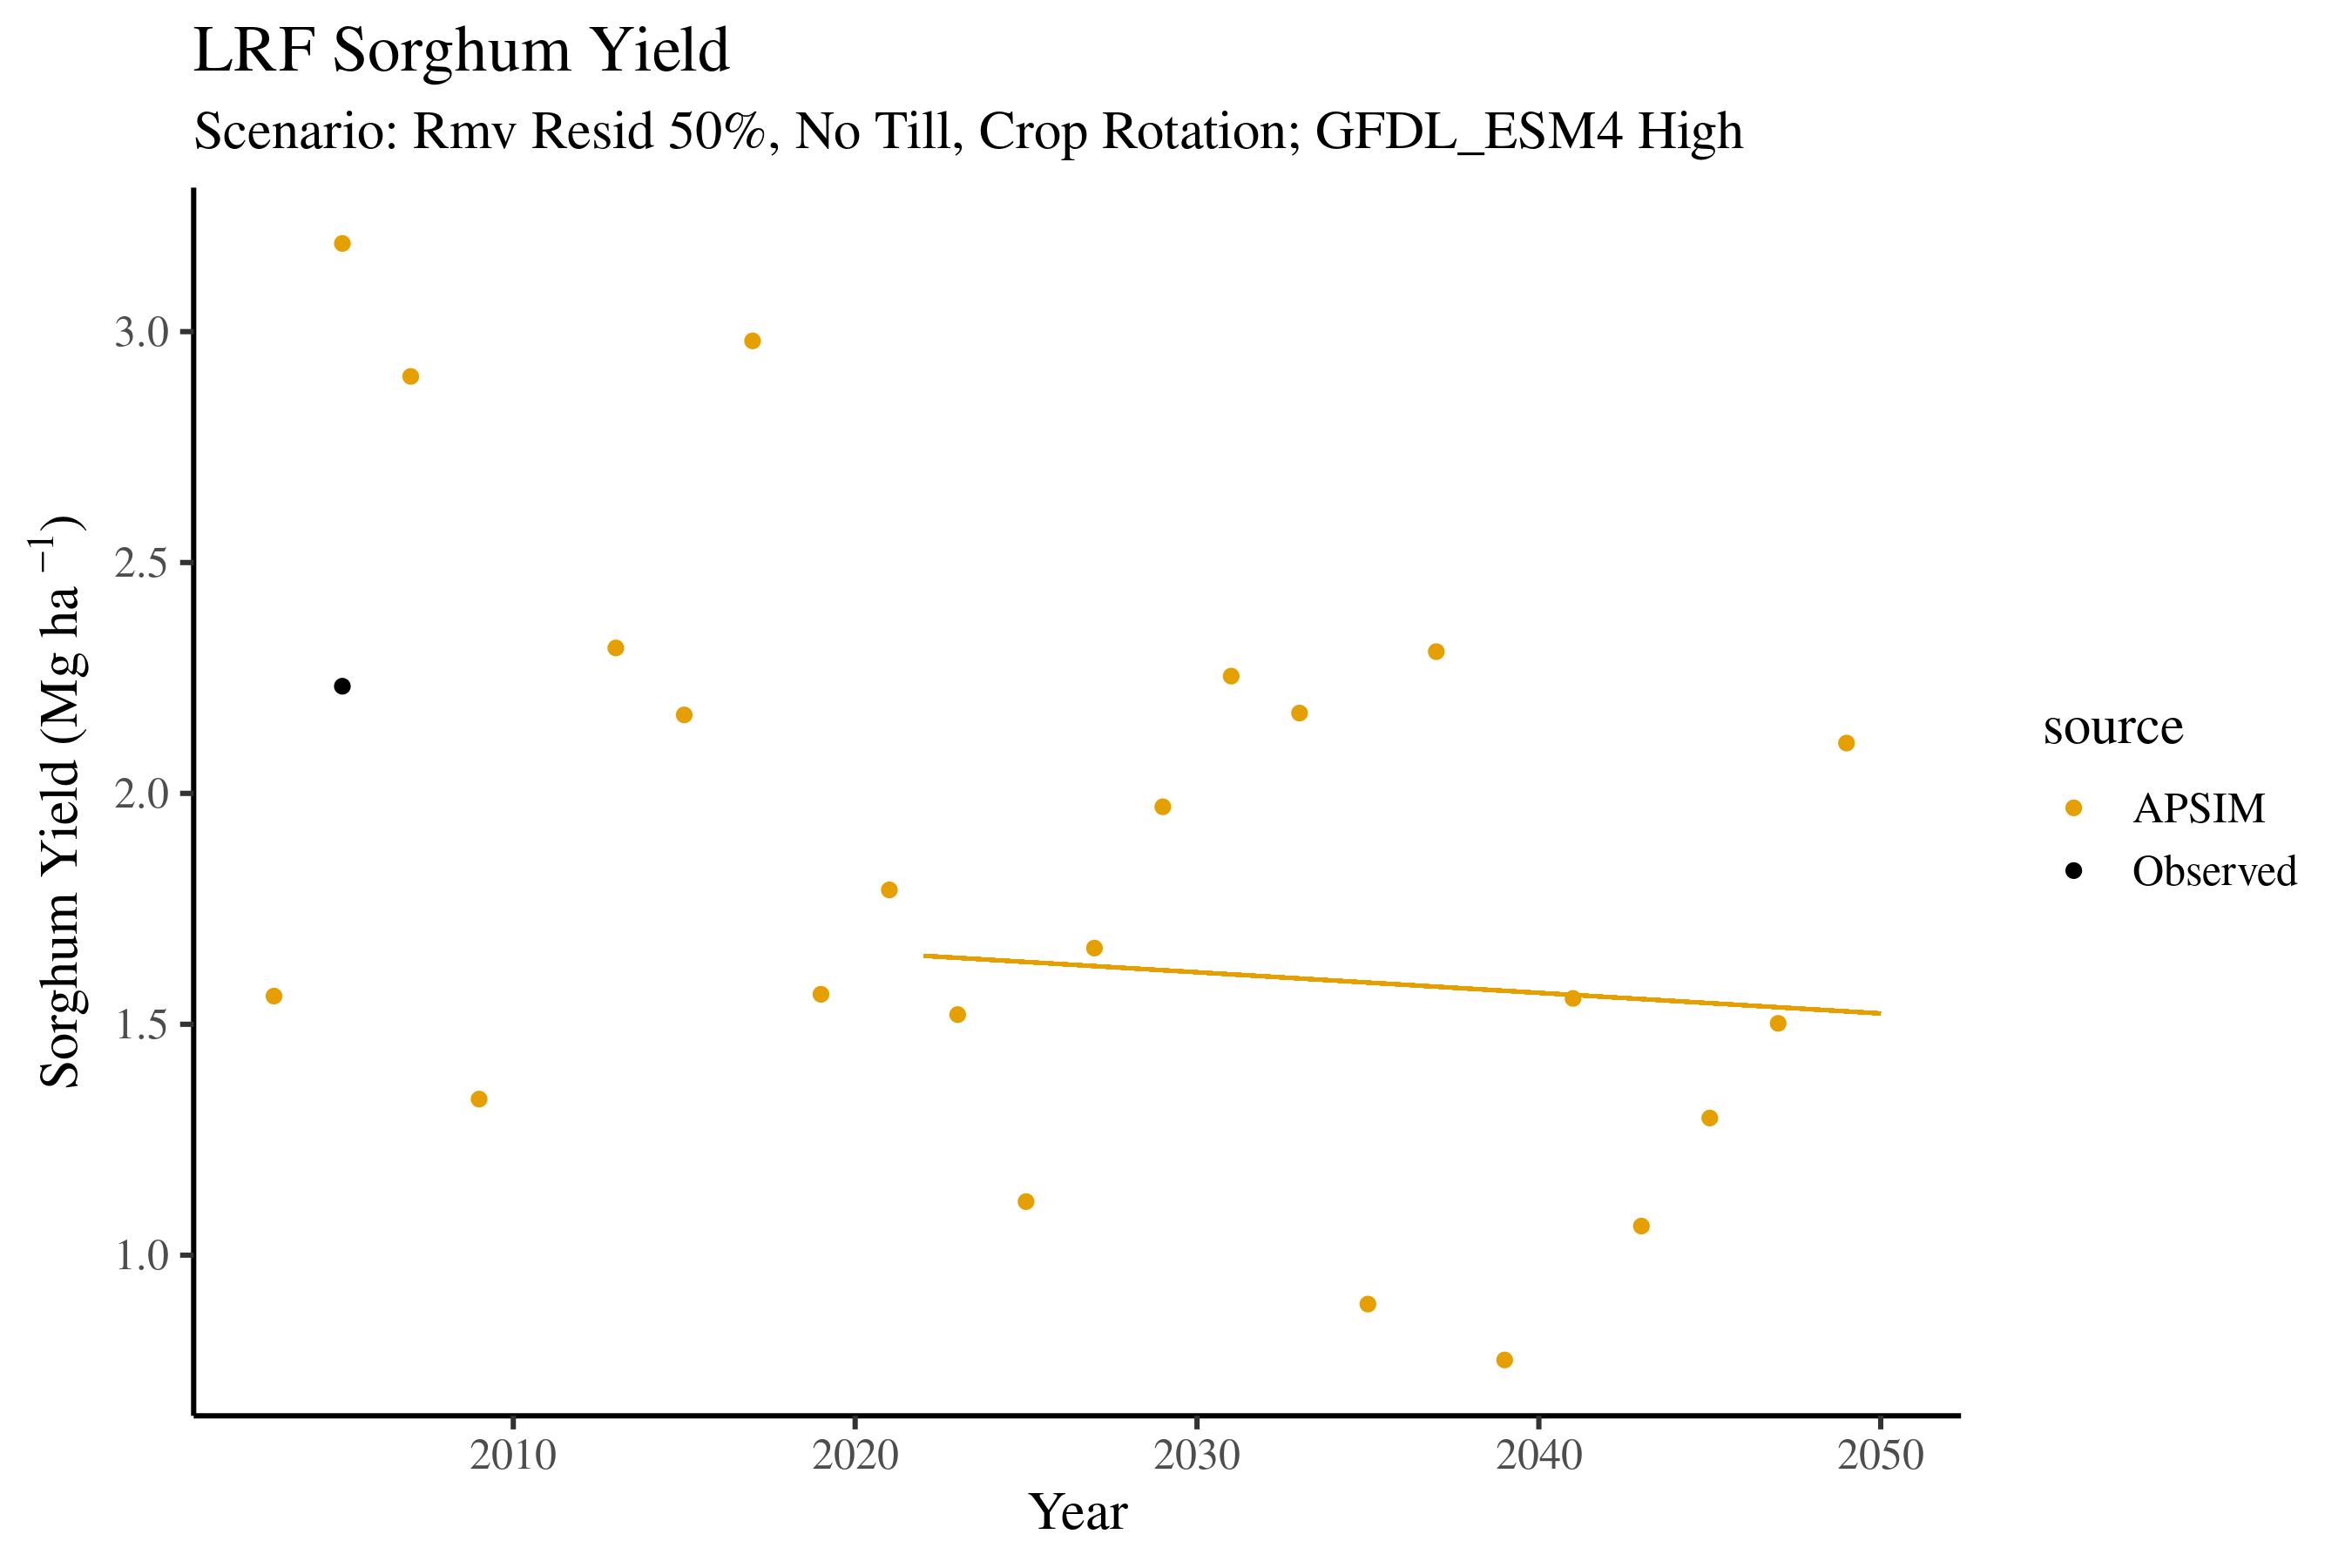 LRF Sorghum Yield
Scenario: Rmv Resid 50%, No Till, Crop Rotation; GFDL_ESM4 High
Sorghum Yield (Mg ha⁻¹)
3.0
2.5
2.0
1.5
1.0
2010
2020
2030
2040
2050
Year
source
APSIM
Observed